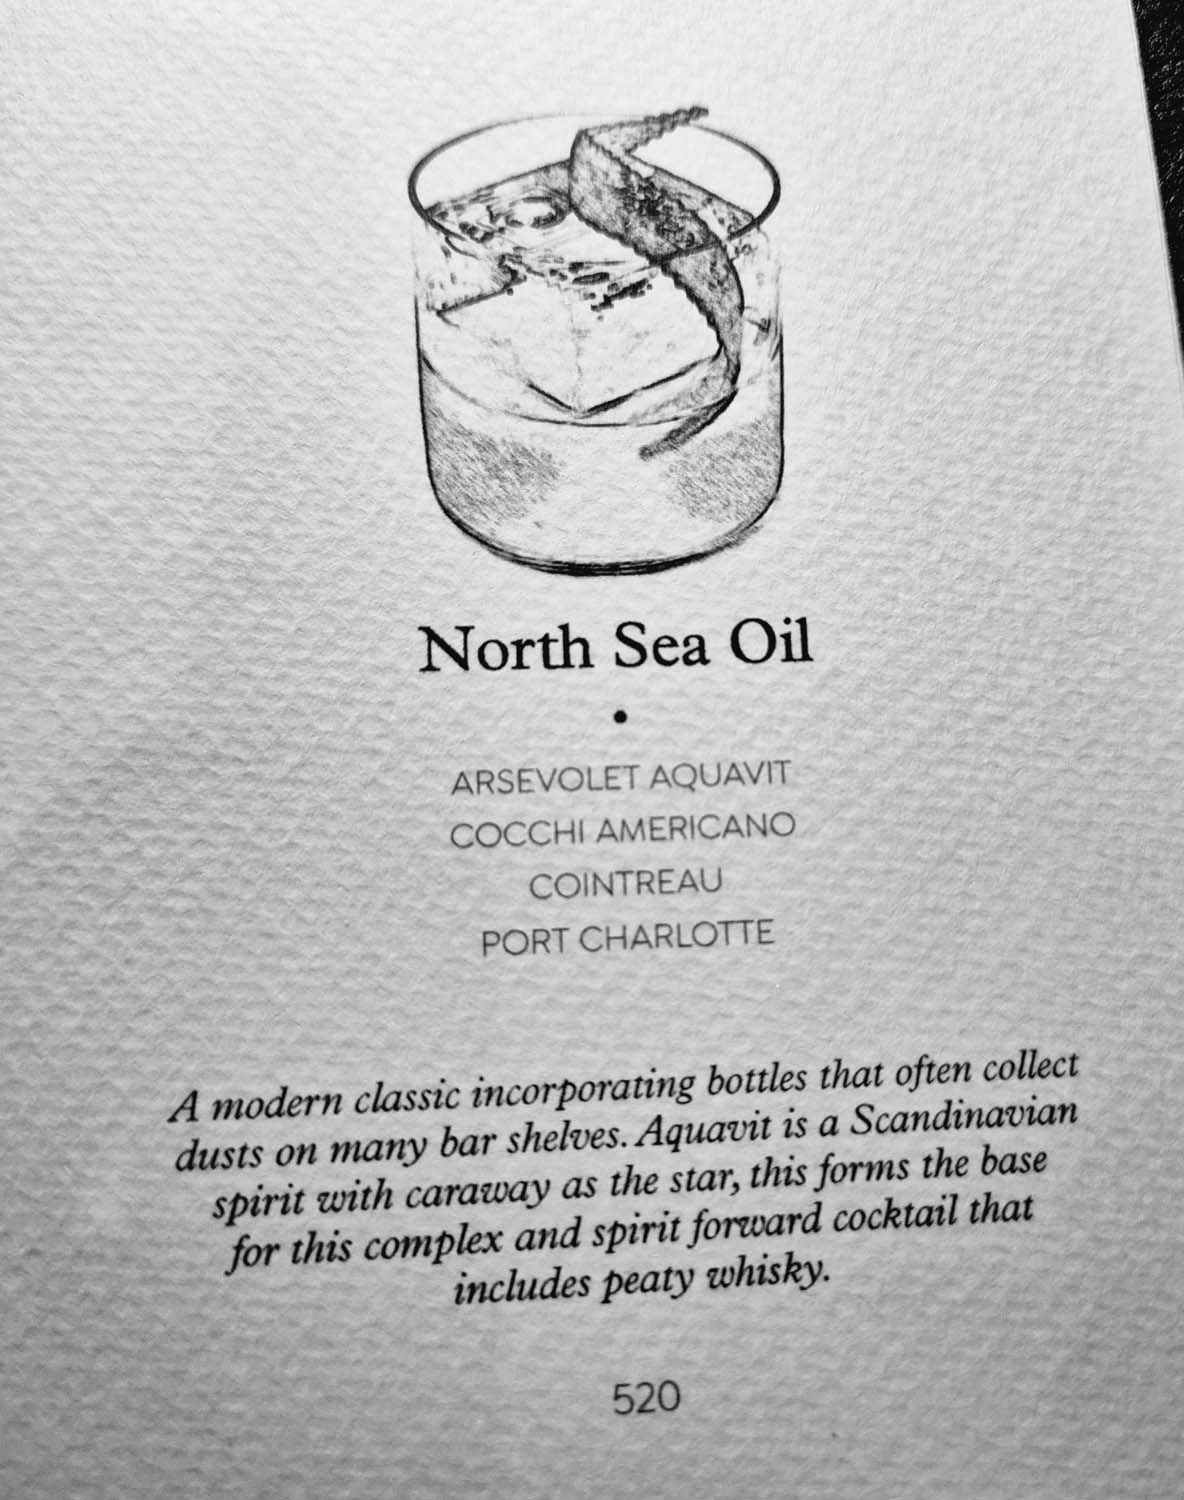 North Sea Oil
•
ARSEVOLET AQUAVIT
COCCHI AMERICANO
COINTREAU
PORT CHARLOTTE
A modern classic incorporating bottles that often collect
dusts on many bar shelves. Aquavit is a Scandinavian
spirit with caraway as the star, this forms the base
for this complex and spirit forward cocktail that
includes peaty whisky.
520